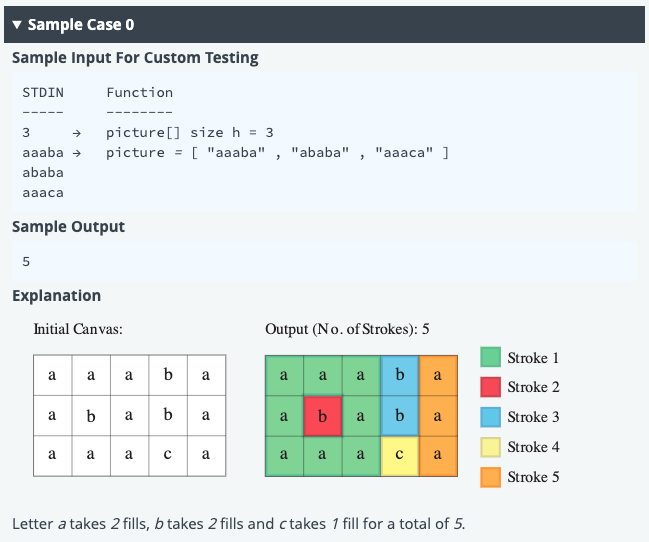 ▼ Sample Case 0
Sample Input For Custom Testing
STDIN Function
----- --------
3 → picture[] size h = 3
aaaba → picture = [ "aaaba" , "ababa" , "aaaca" ]
ababa
aaaca
Sample Output
5
Explanation
Initial Canvas: Output (No. of Strokes): 5
a a a b a a a a b a Stroke 1
Stroke 2
a b a b a a b a b a Stroke 3
Stroke 4
a a a c a a a a c a Stroke 5
Letter a takes 2 fills, b takes 2 fills and c takes 1 fill for a total of 5.